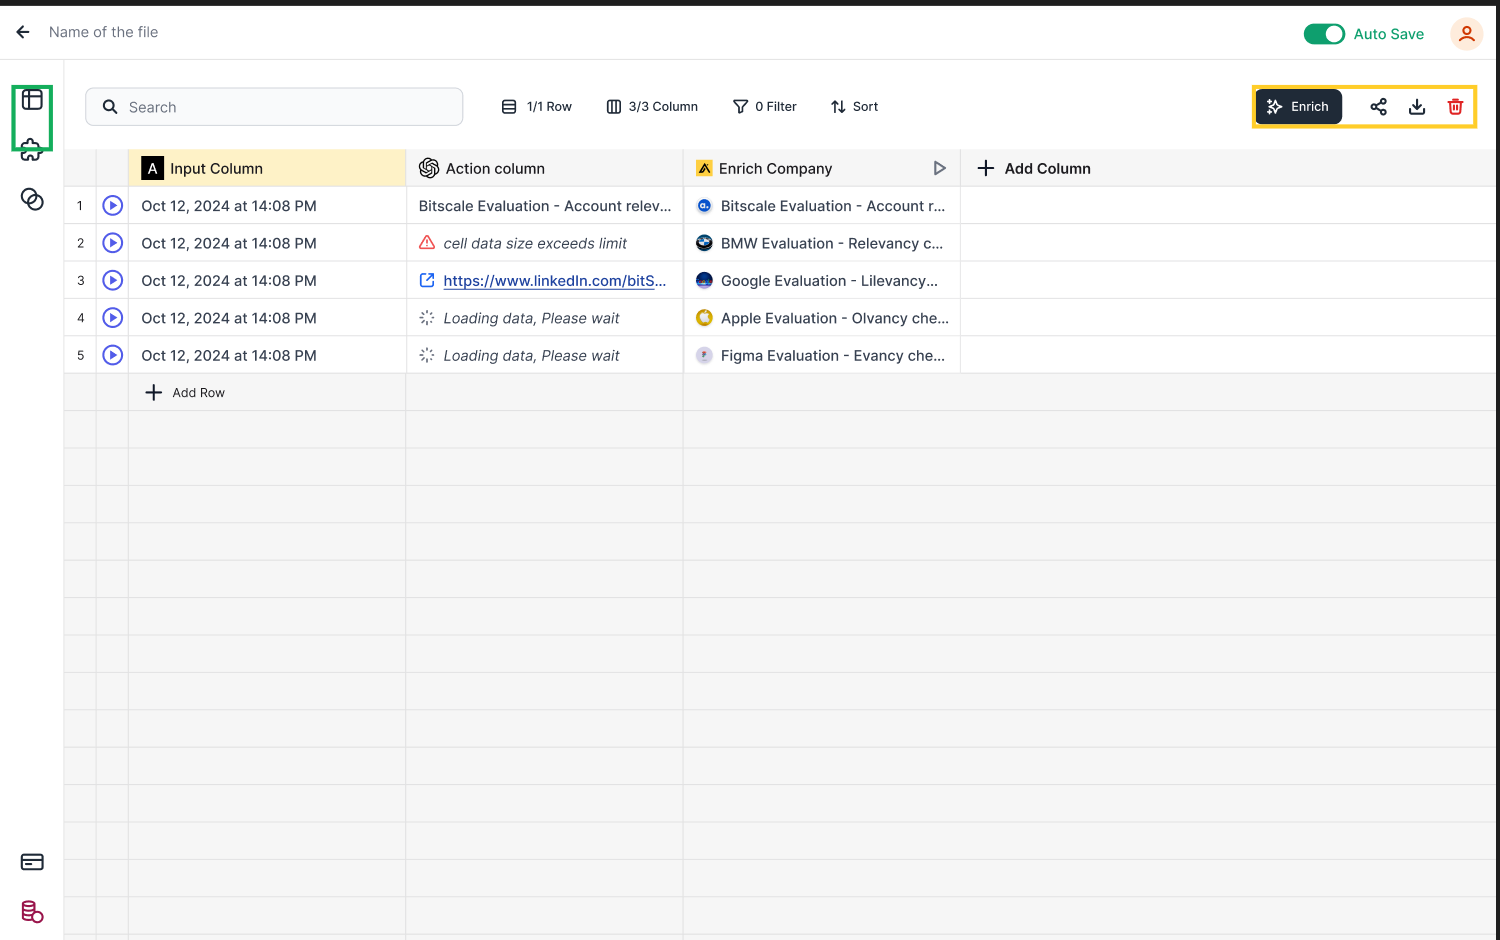 Name of the file
Auto Save
Search
1/1 Row
3/3 Column
0 Filter
Sort
Enrich
A Input Column
Action column
Enrich Company
Add Column
1 Oct 12, 2024 at 14:08 PM Bitscale Evaluation - Account relev... Bitscale Evaluation - Account r...
2 Oct 12, 2024 at 14:08 PM cell data size exceeds limit BMW Evaluation - Relevancy c...
3 Oct 12, 2024 at 14:08 PM https://www.linkedIn.com/bitS... Google Evaluation - Lilevancy...
4 Oct 12, 2024 at 14:08 PM Loading data, Please wait Apple Evaluation - Olvancy che...
5 Oct 12, 2024 at 14:08 PM Loading data, Please wait Figma Evaluation - Evancy che...
Add Row